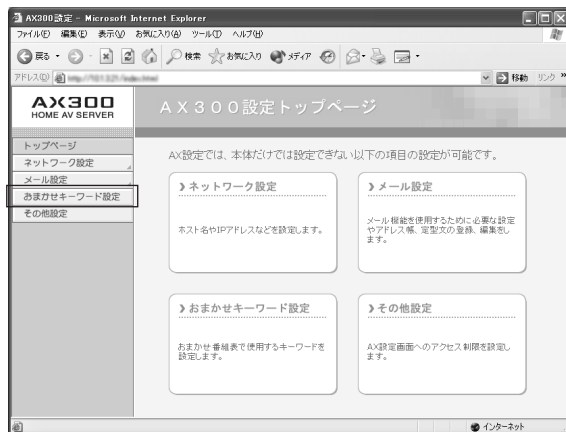 AX300設定 - Microsoft Internet Explorer
ファイル(F) 編集(E) 表示(V) お気に入り(A) ツール(T) ヘルプ(H)
戻る 検索 お気に入り メディア
アドレス(D) 移動 リンク »
AX300
HOME AV SERVER
AX300設定トップページ
トップページ
ネットワーク設定
メール設定
おまかせキーワード設定
その他設定
AX設定では、本体だけでは設定できない以下の項目の設定が可能です。
ネットワーク設定
ホスト名やIPアドレスなどを設定します。
メール設定
メール機能を使用するために必要な設定
やアドレス帳、定型文の登録、編集をし
ます。
おまかせキーワード設定
おまかせ番組表で使用するキーワードを
設定します。
その他設定
AX設定画面へのアクセス制限を設定し
ます。
インターネット